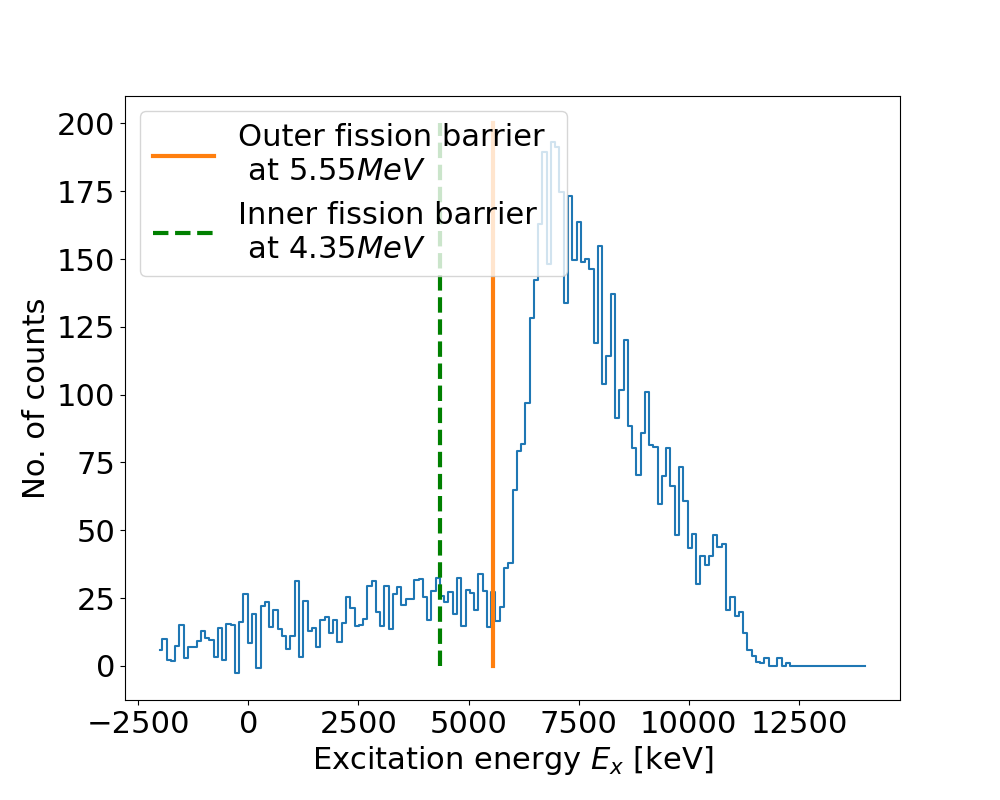 Outer fission barrier
at 5.55MeV
Inner fission barrier
at 4.35MeV
200
175
150
125
100
75
50
25
0
No. of counts
−2500 0 2500 5000 7500 10000 12500
Excitation energy Eₓ [keV]